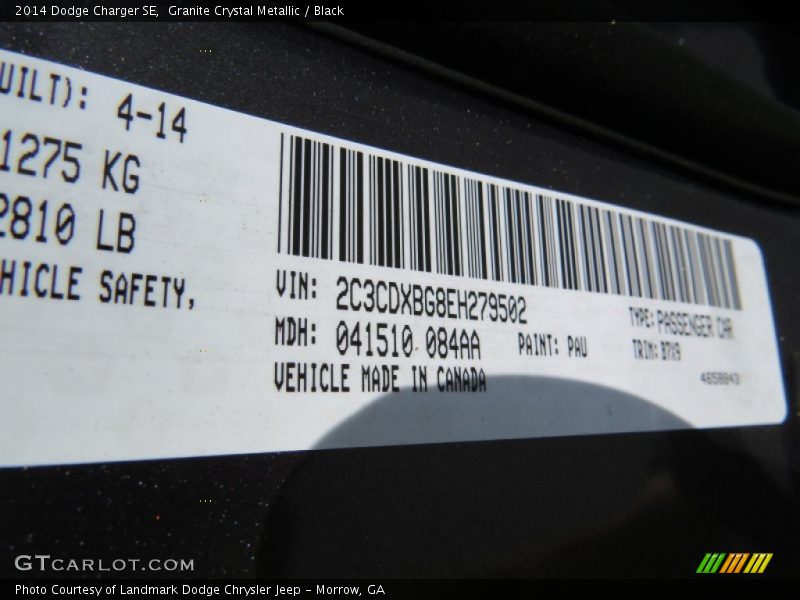 2014 Dodge Charger SE,  Granite Crystal Metallic / Black
UILT): 4-14
1275 KG
2810 LB
HICLE SAFETY,
VIN: 2C3CDXBG8EH279502
MDH: 041510 084AA
PAINT: PAU
VEHICLE MADE IN CANADA
TYPE: PASSENGER CAR
TRIM:
4658843
GTCARLOT.COM
Photo Courtesy of Landmark Dodge Chrysler Jeep - Morrow, GA